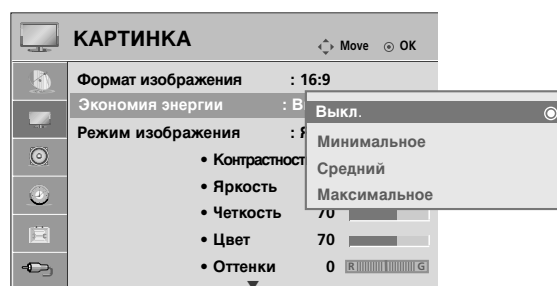 КАРТИНКА Move OK
Формат изображения : 16:9
Экономия энергии : В
Выкл.
Режим изображения :
Минимальное
• Контрастност
Средний
• Яркость
Максимальное
• Четкость 70
• Цвет 70
• Оттенки 0 R G